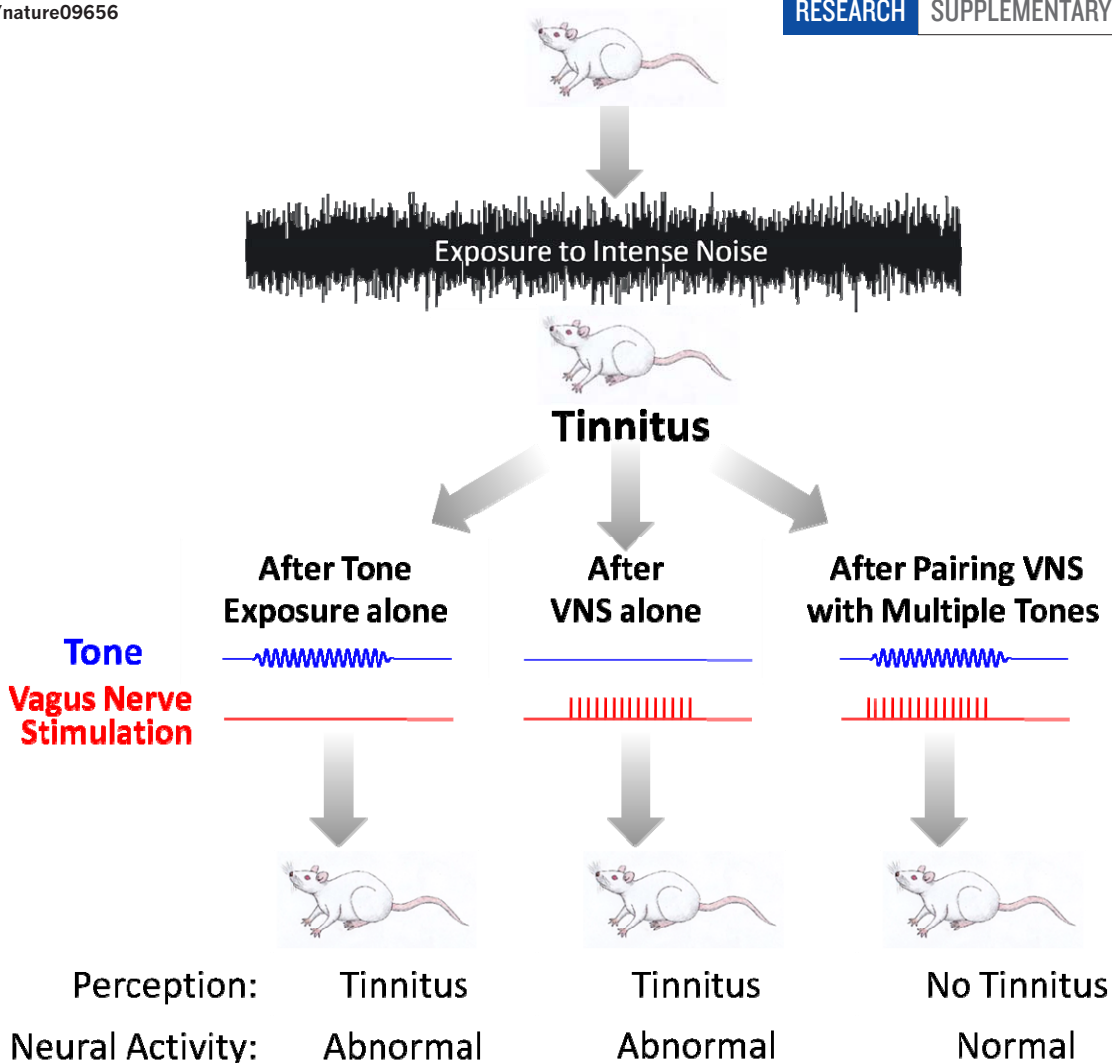 /nature09656
RESEARCH SUPPLEMENTARY
Exposure to Intense Noise
Tinnitus
After Tone
Exposure alone
After
VNS alone
After Pairing VNS
with Multiple Tones
Tone
Vagus Nerve
Stimulation
Perception: Tinnitus Tinnitus No Tinnitus
Neural Activity: Abnormal Abnormal Normal